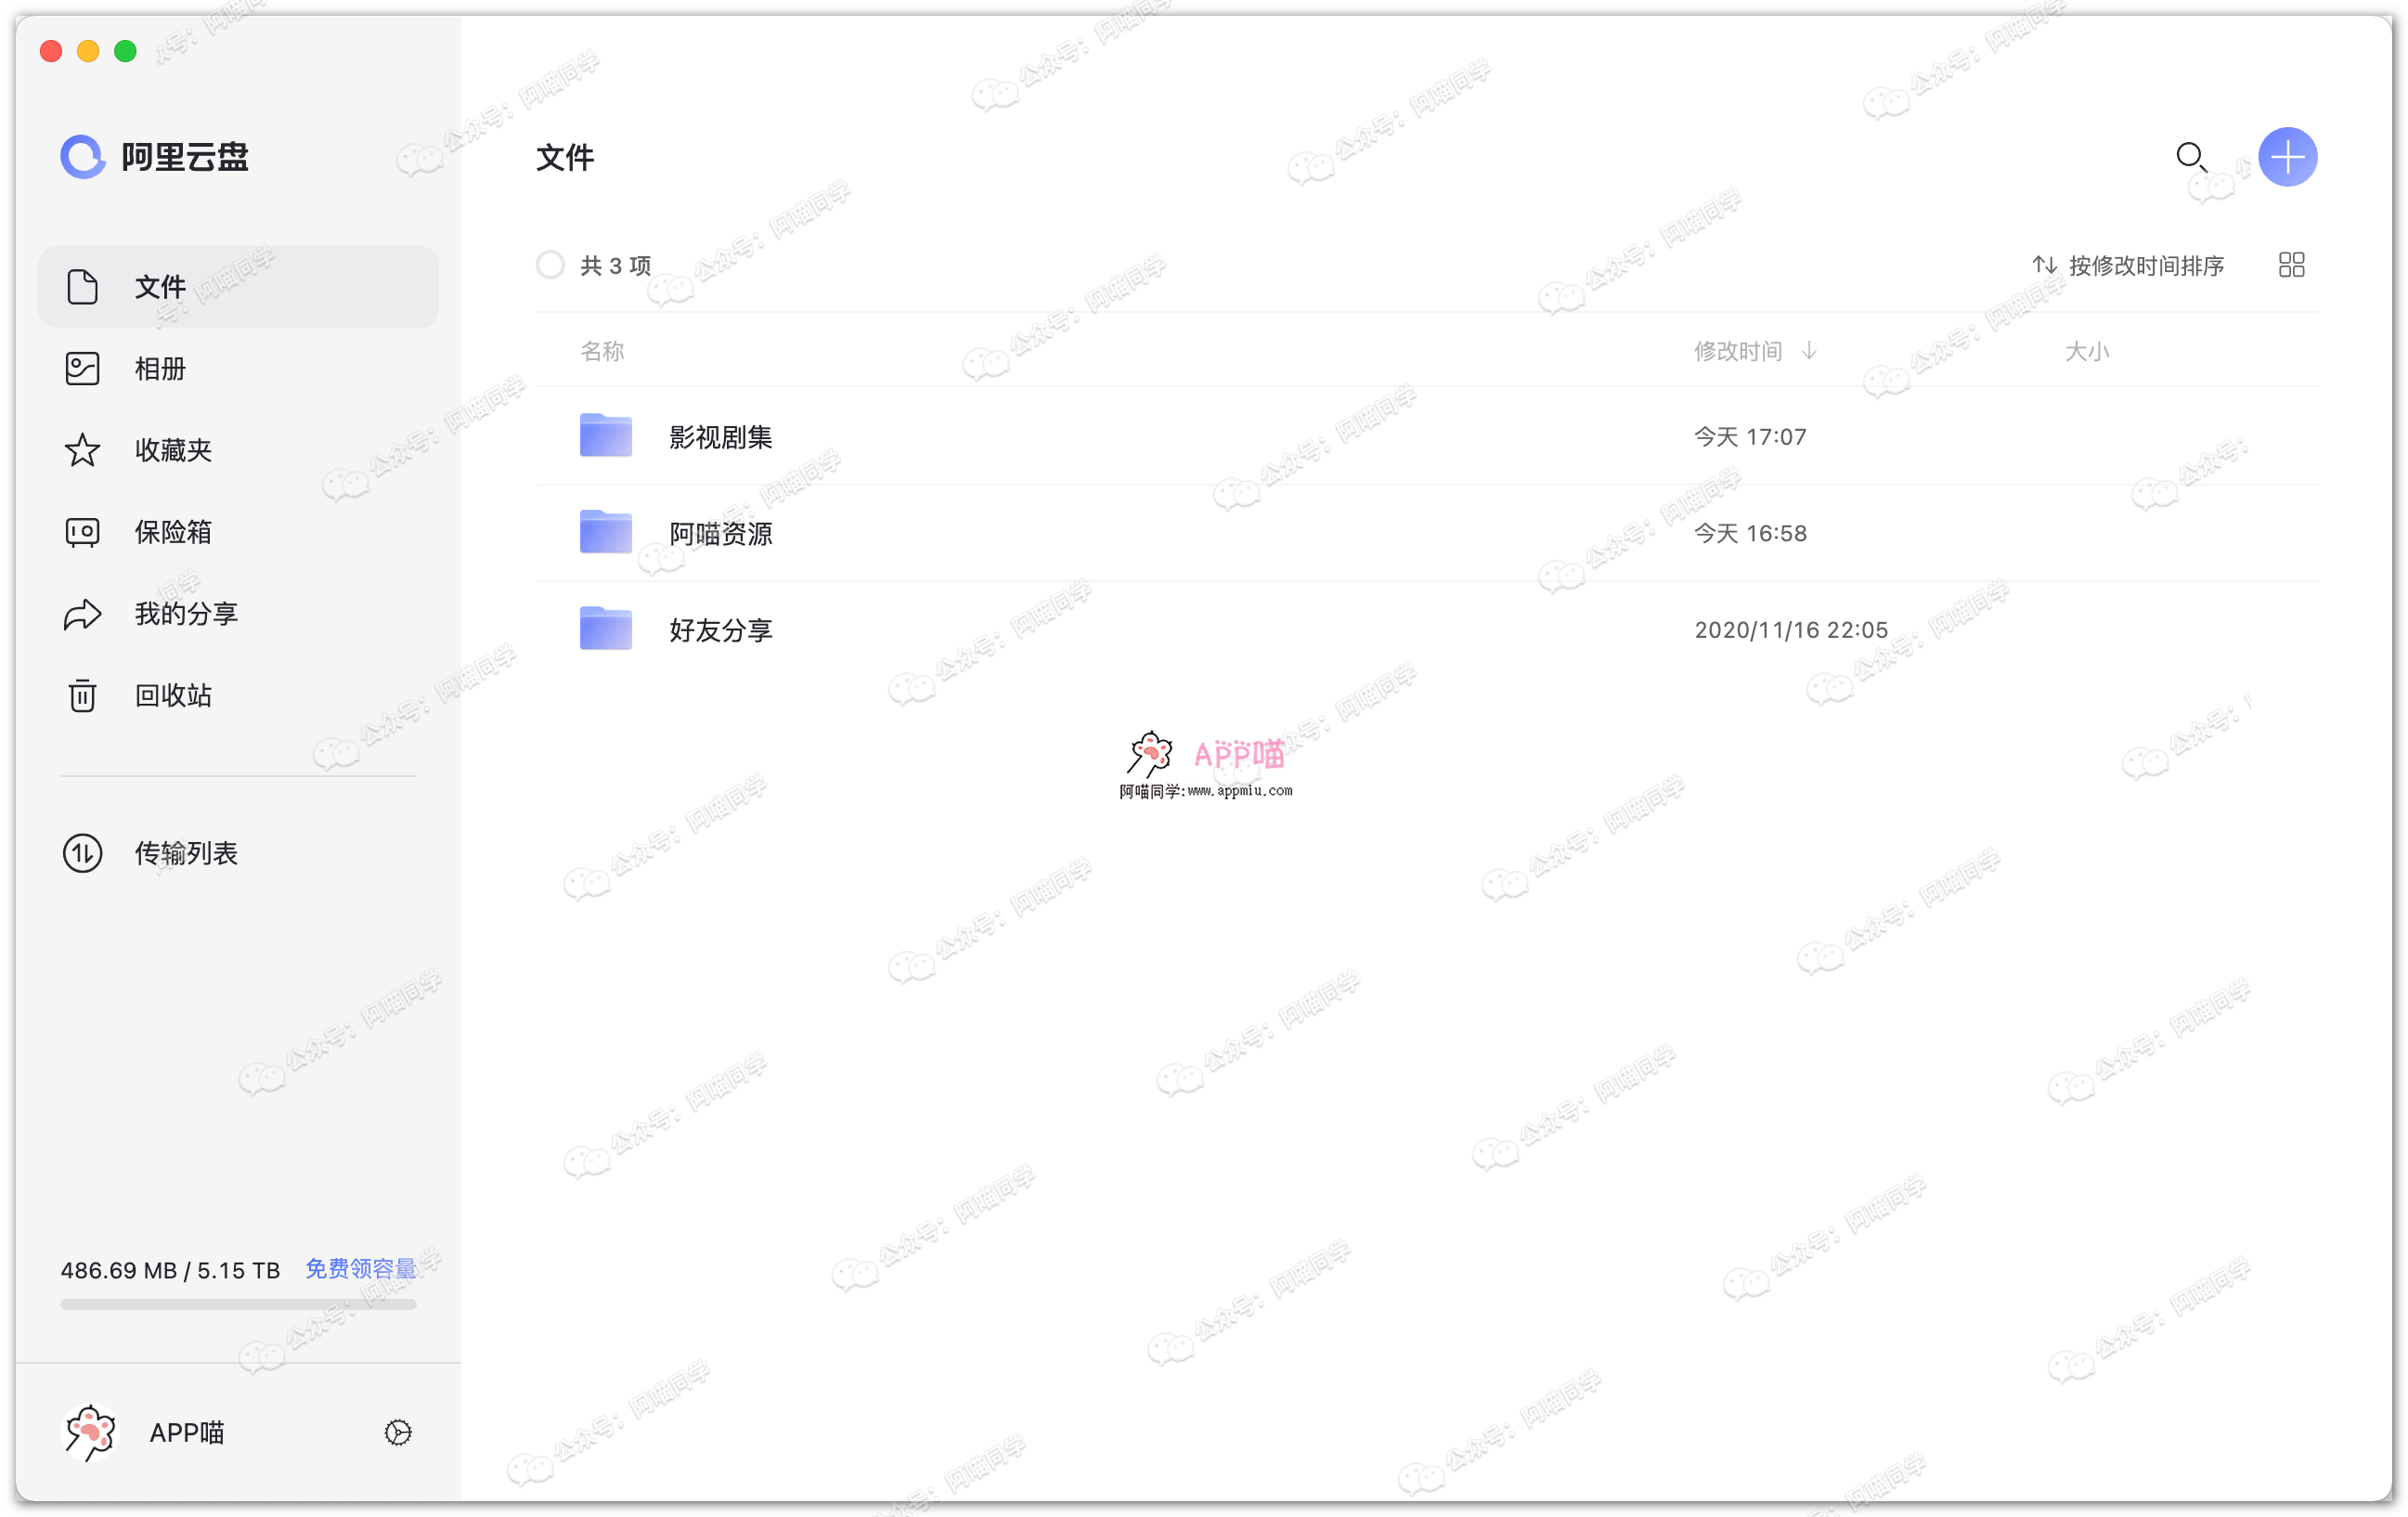 阿里云盘
文件
相册
收藏夹
保险箱
我的分享
回收站
传输列表
486.69 MB / 5.15 TB 免费领容量
APP喵
文件
共 3 项
按修改时间排序
名称 修改时间 大小
影视剧集 今天 17:07
阿喵资源 今天 16:58
好友分享 2020/11/16 22:05
APP喵
阿喵同学:www.appmiu.com
公众号：阿喵同学